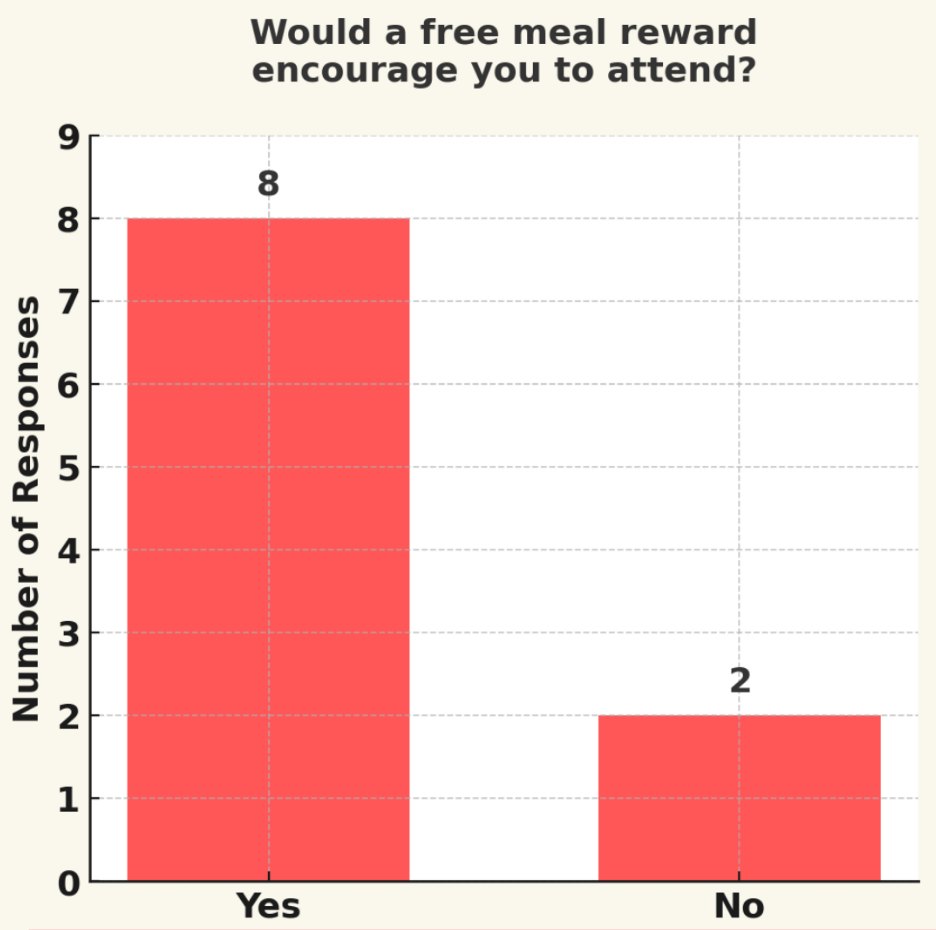 Would a free meal reward
encourage you to attend?
Number of Responses
9
8
7
6
5
4
3
2
1
0
8
2
Yes
No